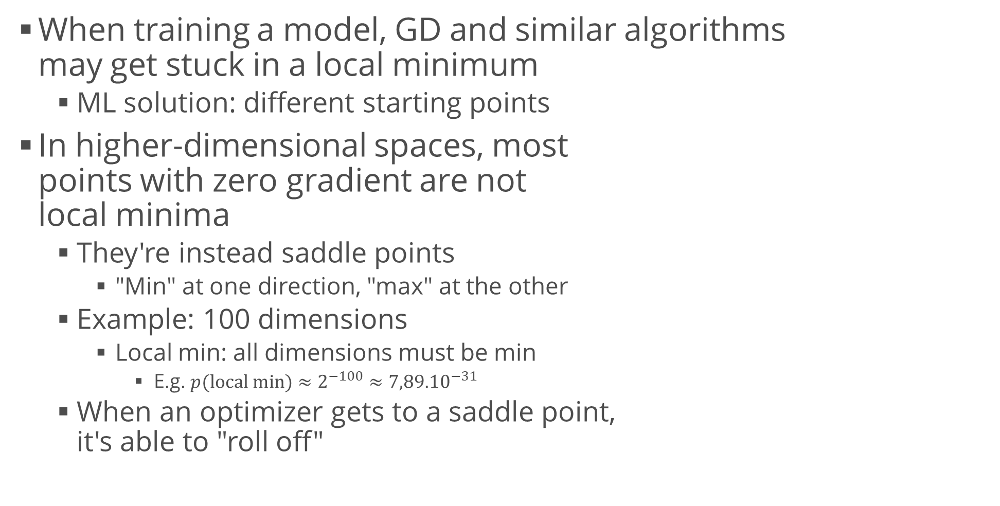 ▪ When training a model, GD and similar algorithms
may get stuck in a local minimum
▪ ML solution: different starting points
▪ In higher-dimensional spaces, most
points with zero gradient are not
local minima
▪ They're instead saddle points
▪ "Min" at one direction, "max" at the other
▪ Example: 100 dimensions
▪ Local min: all dimensions must be min
▪ E.g. p(local min) ≈ 2⁻¹⁰⁰ ≈ 7,89.10⁻³¹
▪ When an optimizer gets to a saddle point,
it's able to "roll off"